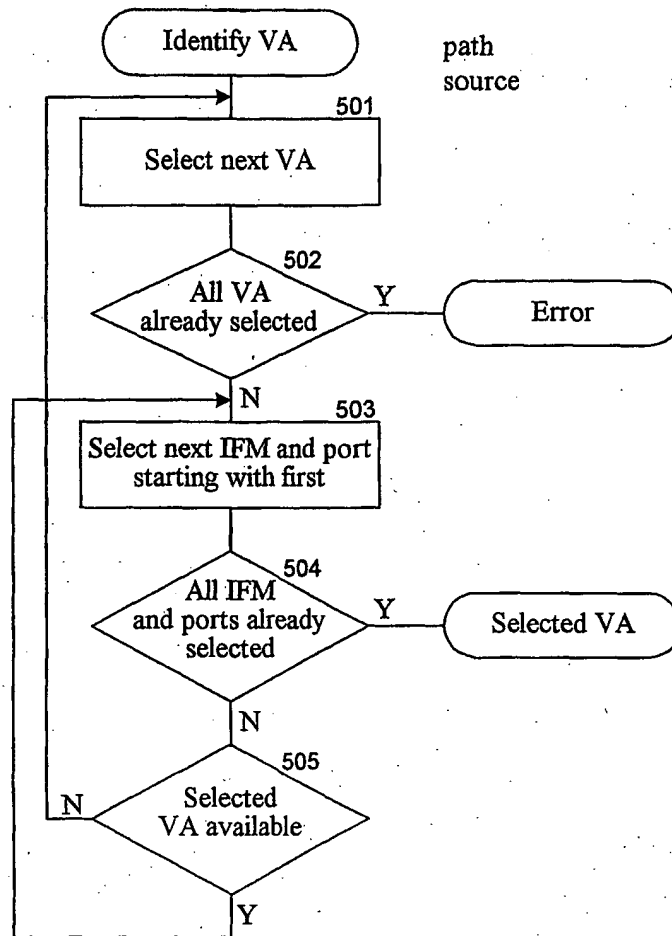 Identify VA
path
source
501
Select next VA
502
All VA
already selected
Y
Error
N
503
Select next IFM and port
starting with first
504
All IFM
and ports already
selected
Y
Selected VA
N
505
Selected
VA available
N
Y